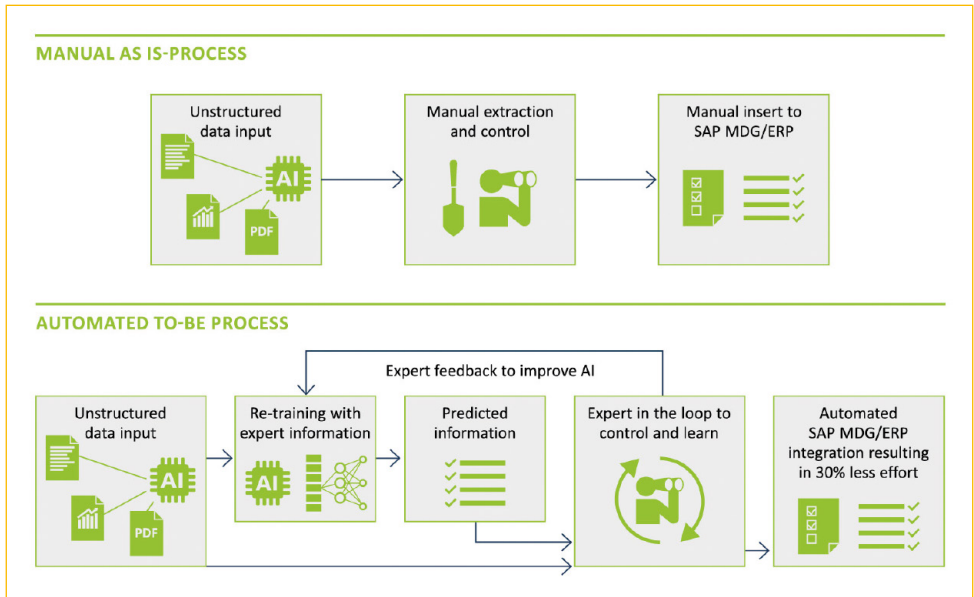 MANUAL AS IS-PROCESS
Unstructured
data input
AI
PDF
Manual extraction
and control
Manual insert to
SAP MDG/ERP
AUTOMATED TO-BE PROCESS
Expert feedback to improve AI
Unstructured
data input
AI
PDF
Re-training with
expert information
AI
Predicted
information
Expert in the loop to
control and learn
Automated
SAP MDG/ERP
integration resulting
in 30% less effort